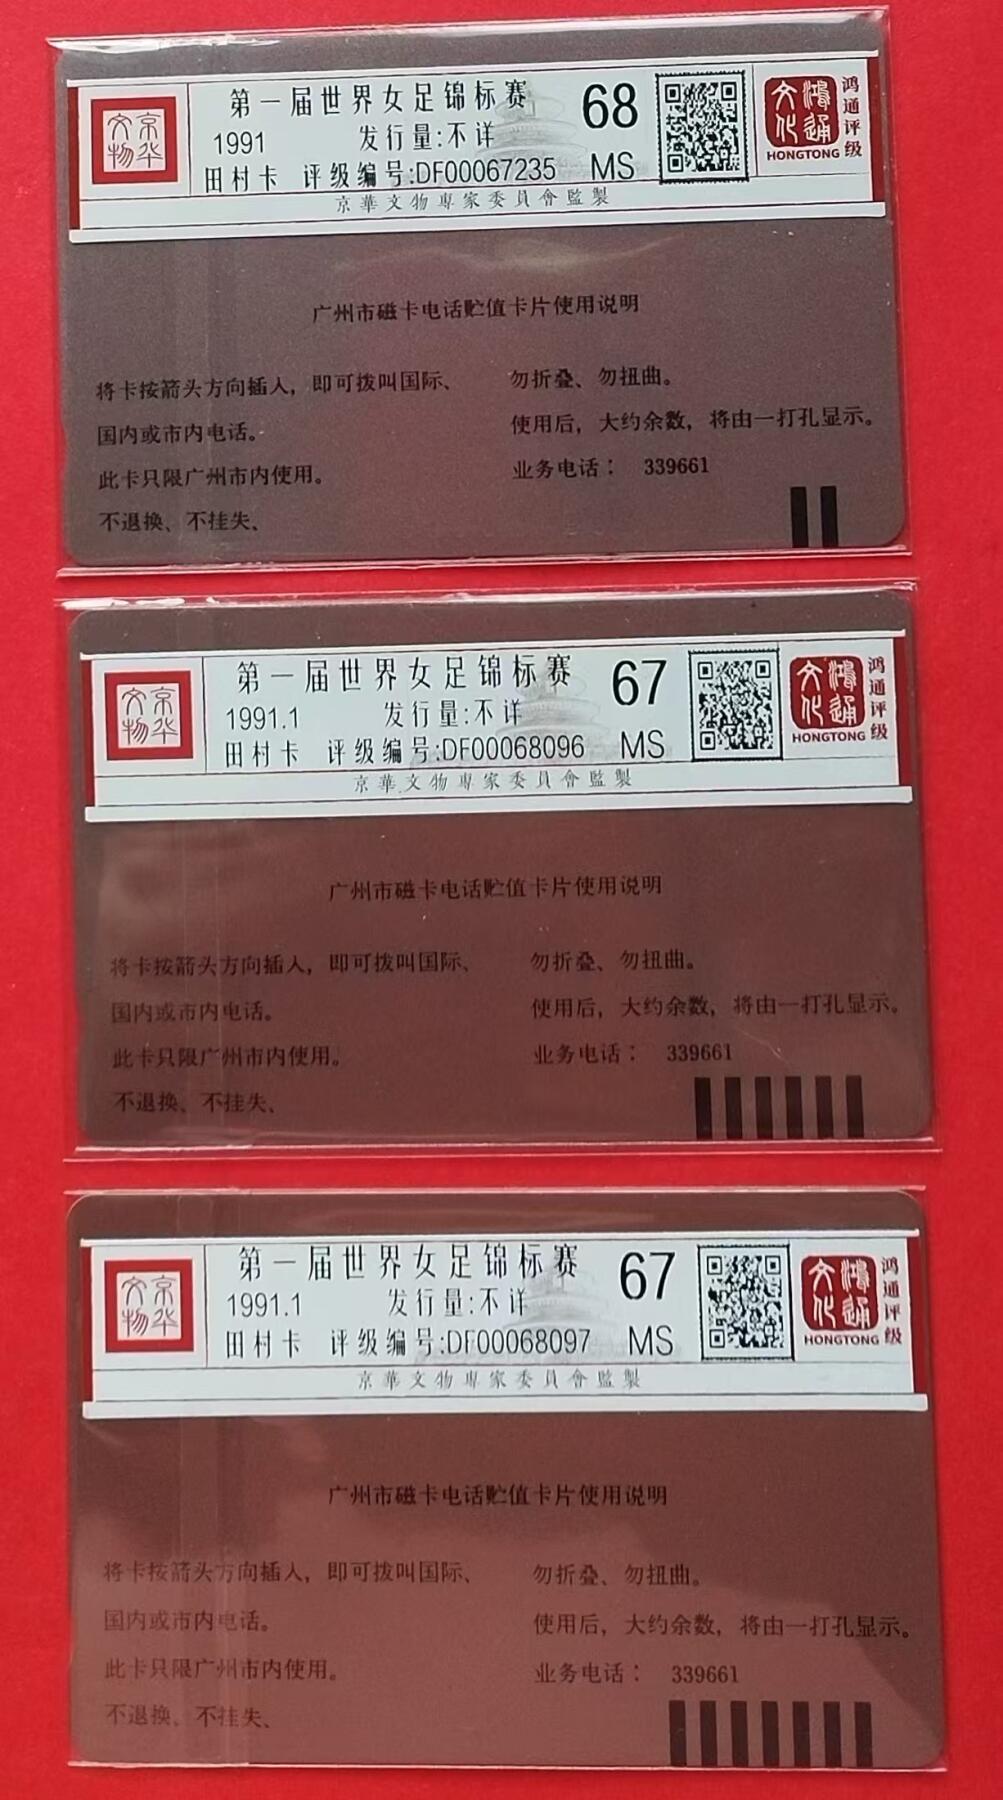 京华
文物
第一届世界女足锦标赛
1991 发行量:不详
田村卡 评级编号:DF00067235
68
MS
鸿通
文化
HONGTONG
鸿通评级
京華文物專家委員會監製
广州市磁卡电话贮值卡片使用说明
将卡按箭头方向插入，即可拨叫国际、
国内或市内电话。
此卡只限广州市内使用。
不退换、不挂失、
勿折叠、勿扭曲。
使用后，大约余数，将由一打孔显示。
业务电话： 339661
京华
文物
第一届世界女足锦标赛
1991.1 发行量:不详
田村卡 评级编号:DF00068096
67
MS
鸿通
文化
HONGTONG
鸿通评级
京華文物專家委員會監製
广州市磁卡电话贮值卡片使用说明
将卡按箭头方向插入，即可拨叫国际、
国内或市内电话。
此卡只限广州市内使用。
不退换、不挂失、
勿折叠、勿扭曲。
使用后，大约余数，将由一打孔显示。
业务电话： 339661
京华
文物
第一届世界女足锦标赛
1991.1 发行量:不详
田村卡 评级编号:DF00068097
67
MS
鸿通
文化
HONGTONG
鸿通评级
京華文物專家委員會監製
广州市磁卡电话贮值卡片使用说明
将卡按箭头方向插入，即可拨叫国际、
国内或市内电话。
此卡只限广州市内使用。
不退换、不挂失、
勿折叠、勿扭曲。
使用后，大约余数，将由一打孔显示。
业务电话： 339661